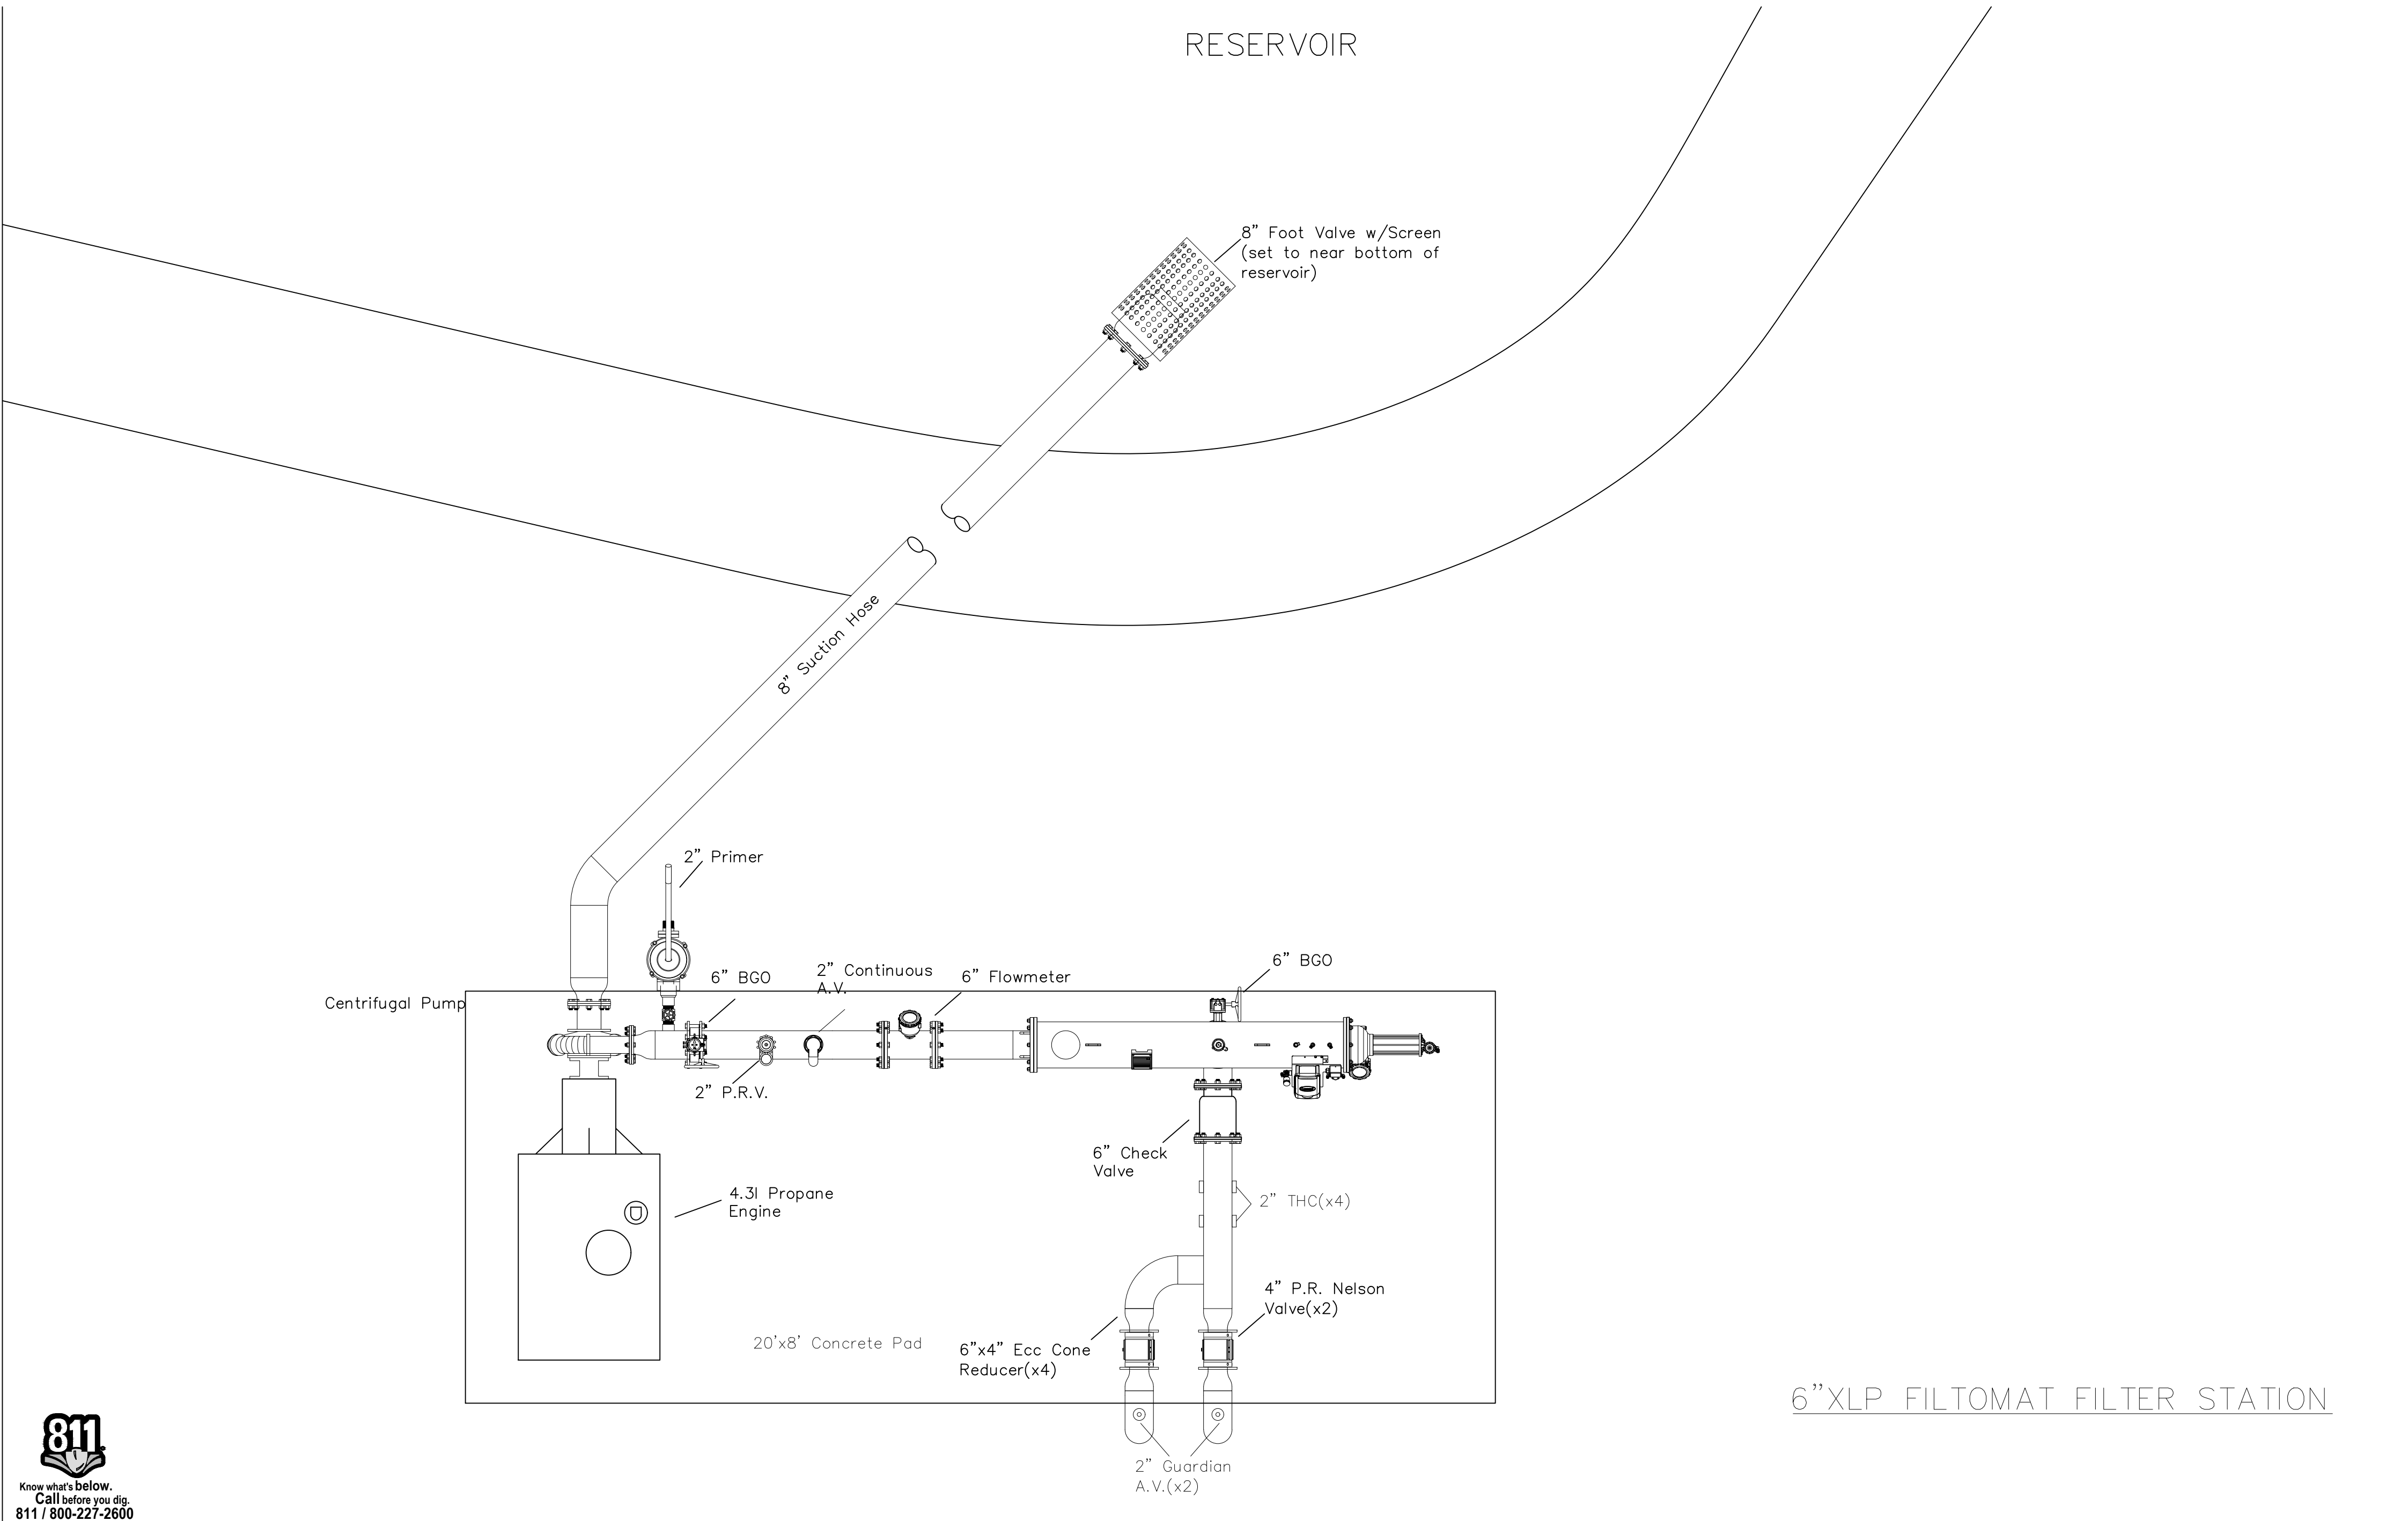 RESERVOIR
8" Foot Valve w/Screen
(set to near bottom of
reservoir)
8" Suction Hose
2" Primer
6" BGO
2" Continuous
A.V.
6" Flowmeter
6" BGO
Centrifugal Pump
2" P.R.V.
6" Check
Valve
4.3l Propane
Engine
2" THC(x4)
4" P.R. Nelson
Valve(x2)
20'x8' Concrete Pad
6"x4" Ecc Cone
Reducer(x4)
6"XLP FILTOMAT FILTER STATION
2" Guardian
A.V.(x2)
811
Know what's below.
Call before you dig.
811 / 800-227-2600